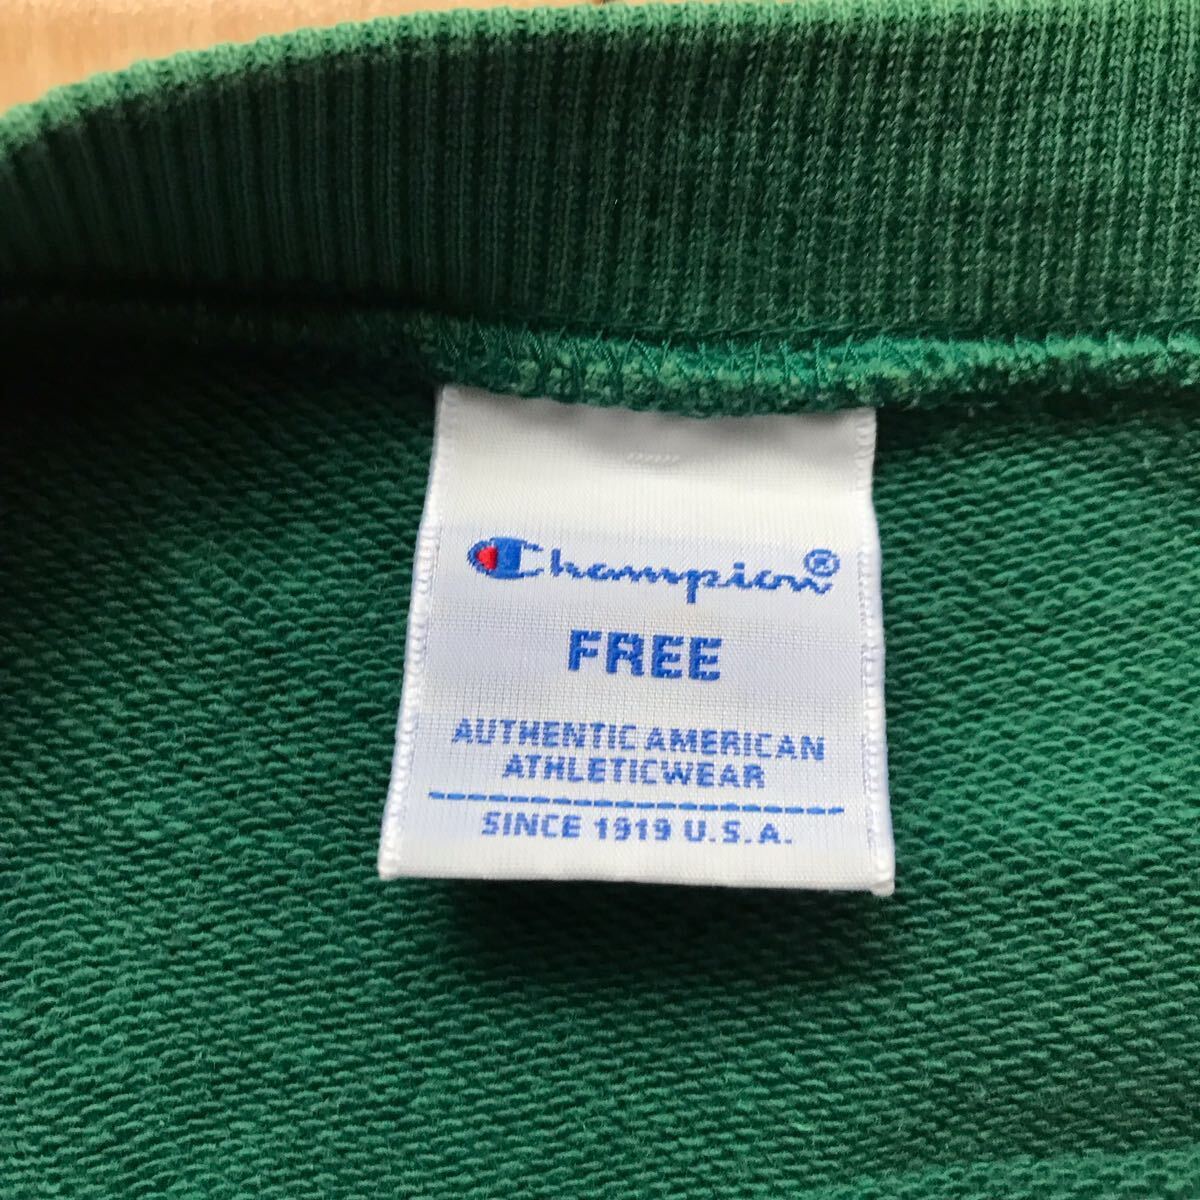 Champion®
FREE
AUTHENTIC AMERICAN
ATHLETICWEAR
SINCE 1919 U.S.A.